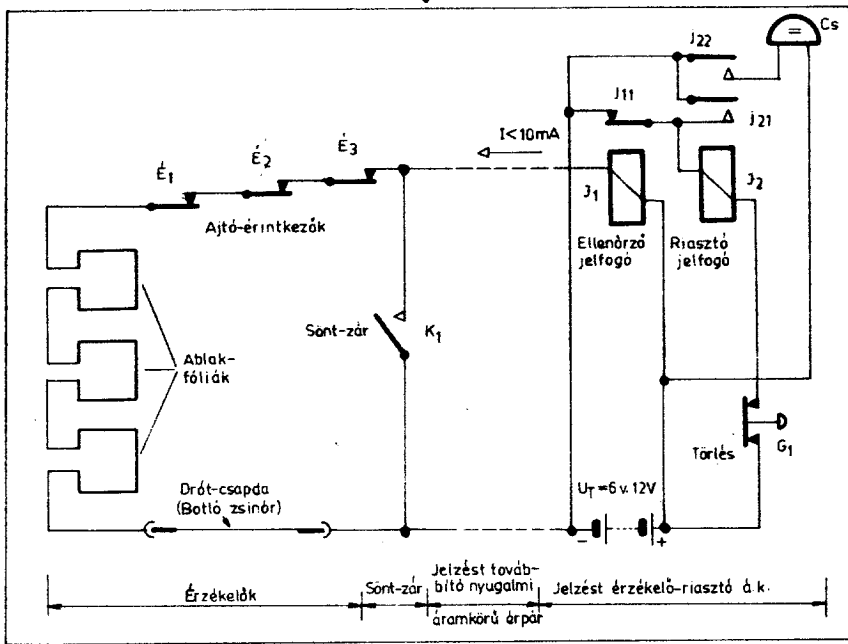 Cs
J22
J11
j21
I<10mA
É1
É2
É3
Ajtó-érintkezők
J1
J2
Ellenőrző
jelfogó
Riasztó
jelfogó
Sönt-zár
K1
Ablak-
fóliák
Törlés
G1
Drót-csapda
(Botló zsinór)
UT=6 v. 12V
- +
Érzékelők
Sönt-zár
Jelzést továb-
bító nyugalmi
áramkörű érpár
Jelzést érzékelő-riasztó á.k.